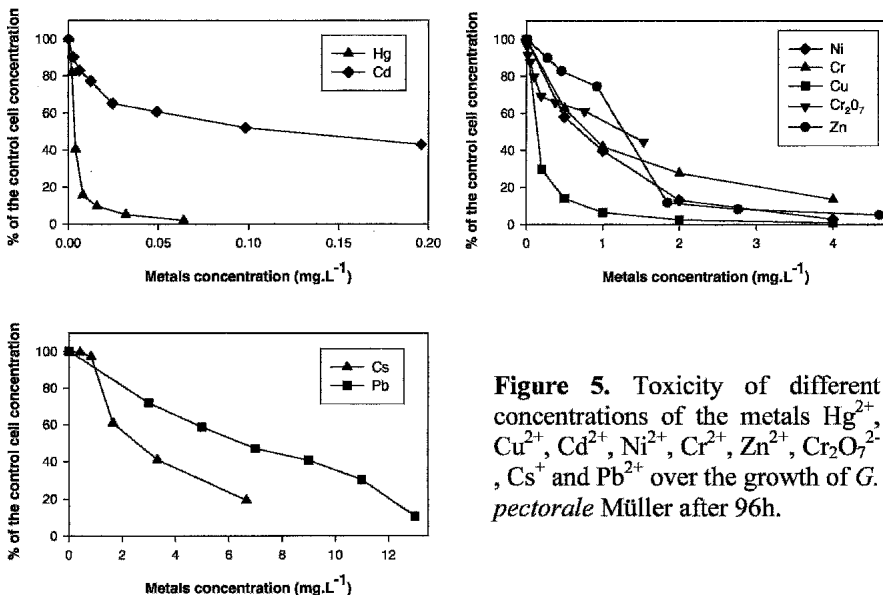 % of the control cell concentration
100
80
60
40
20
0
Hg
Cd
0.00 0.05 0.10 0.15 0.20
Metals concentration (mg.L-1)
% of the control cell concentration
100
80
60
40
20
0
Ni
Cr
Cu
Cr2O7
Zn
0 1 2 3 4
Metals concentration (mg.L-1)
% of the control cell concentration
100
80
60
40
20
0
Cs
Pb
0 2 4 6 8 10 12
Metals concentration (mg.L-1)
Figure 5. Toxicity of different
concentrations of the metals Hg2+,
Cu2+, Cd2+, Ni2+, Cr2+, Zn2+, Cr2O72-
, Cs+ and Pb2+ over the growth of G.
pectorale Müller after 96h.